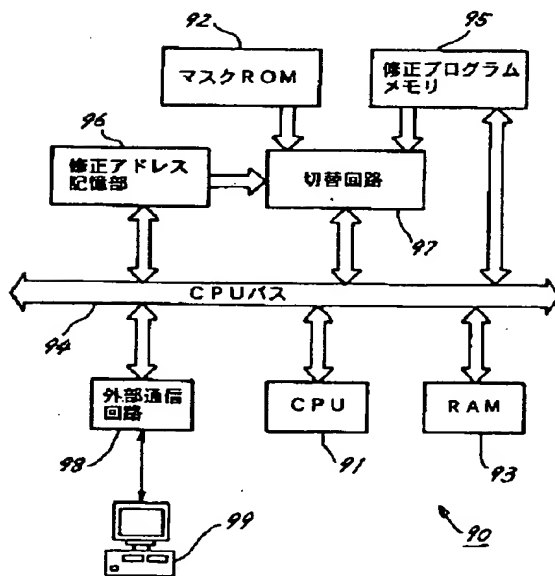 92
95
マスクROM
修正プログラム
メモリ
96
修正アドレス
記憶部
切替回路
97
CPUバス
94
外部通信
回路
CPU
RAM
98
91
93
99
90